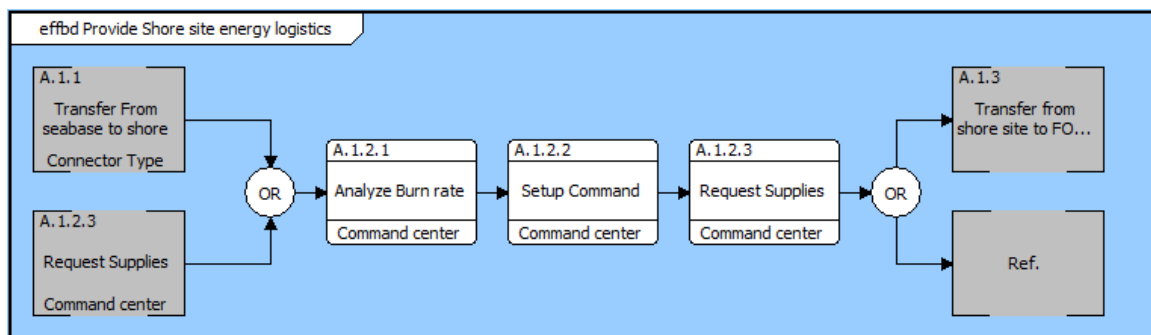 effbd Provide Shore site energy logistics
A.1.1
Transfer From
seabase to shore
Connector Type
A.1.2.3
Request Supplies
Command center
OR
A.1.2.1
Analyze Burn rate
Command center
A.1.2.2
Setup Command
Command center
A.1.2.3
Request Supplies
Command center
OR
A.1.3
Transfer from
shore site to FO...
Ref.